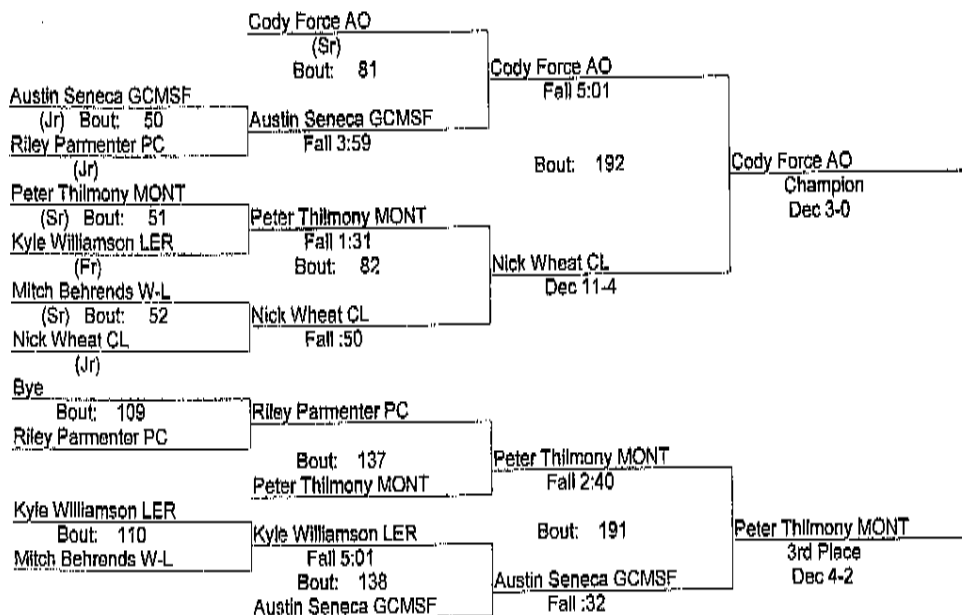 Cody Force AO
(Sr)
Bout: 81
Cody Force AO
Fall 5:01
Austin Seneca GCMSF
(Jr) Bout: 50
Austin Seneca GCMSF
Fall 3:59
Riley Parmenter PC
(Jr)
Bout: 192
Cody Force AO
Champion
Dec 3-0
Peter Thilmony MONT
(Sr) Bout: 51
Peter Thilmony MONT
Fall 1:31
Kyle Williamson LER
(Fr)
Bout: 82
Nick Wheat CL
Dec 11-4
Mitch Behrends W-L
(Sr) Bout: 52
Nick Wheat CL
Fall :50
Nick Wheat CL
(Jr)
Bye
Bout: 109
Riley Parmenter PC
Riley Parmenter PC
Bout: 137
Peter Thilmony MONT
Fall 2:40
Peter Thilmony MONT
Kyle Williamson LER
Bout: 110
Kyle Williamson LER
Fall 5:01
Mitch Behrends W-L
Bout: 191
Peter Thilmony MONT
3rd Place
Dec 4-2
Bout: 138
Austin Seneca GCMSF
Fall :32
Austin Seneca GCMSF